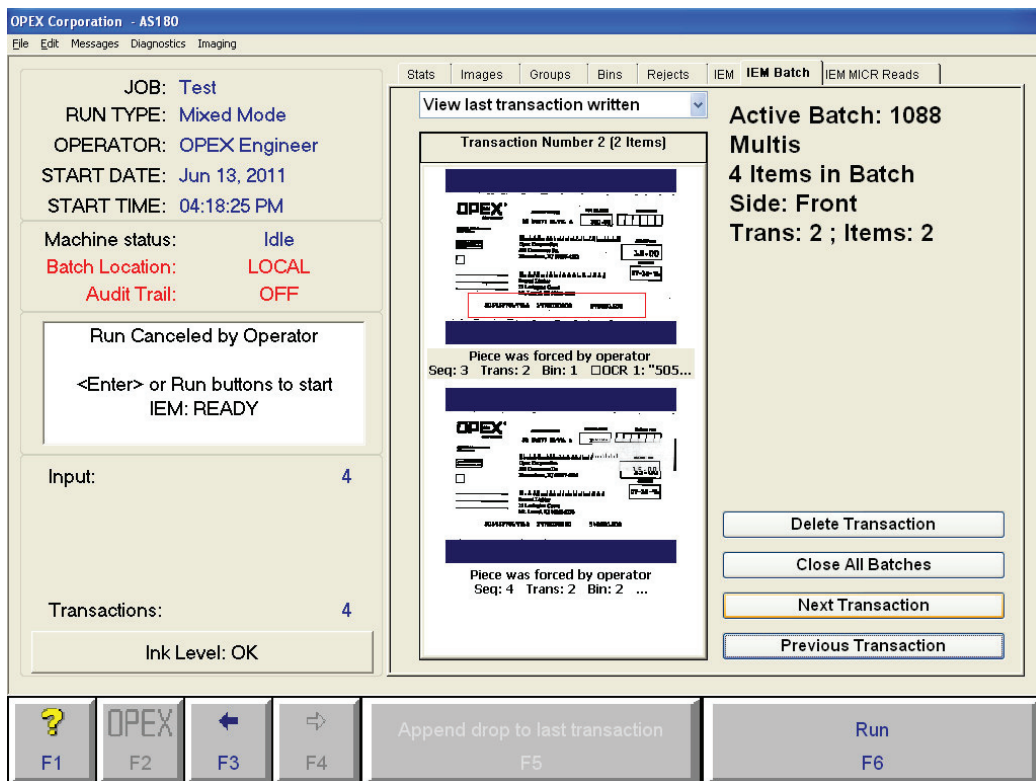 OPEX Corporation - AS180
File Edit Messages Diagnostics Imaging
JOB: Test
RUN TYPE: Mixed Mode
OPERATOR: OPEX Engineer
START DATE: Jun 13, 2011
START TIME: 04:18:25 PM
Machine status: Idle
Batch Location: LOCAL
Audit Trail: OFF
Run Canceled by Operator
<Enter> or Run buttons to start
IEM: READY
Input: 4
Transactions: 4
Ink Level: OK
Stats Images Groups Bins Rejects IEM IEM Batch IEM MICR Reads
View last transaction written
Transaction Number 2 (2 Items)
OPEX
Piece was forced by operator
Seq: 3 Trans: 2 Bin: 1 ☐OCR 1: "505...
OPEX
Piece was forced by operator
Seq: 4 Trans: 2 Bin: 2 ...
Active Batch: 1088
Multis
4 Items in Batch
Side: Front
Trans: 2 ; Items: 2
Delete Transaction
Close All Batches
Next Transaction
Previous Transaction
? OPEX
F1 F2 F3 F4
Append drop to last transaction
F5
Run
F6